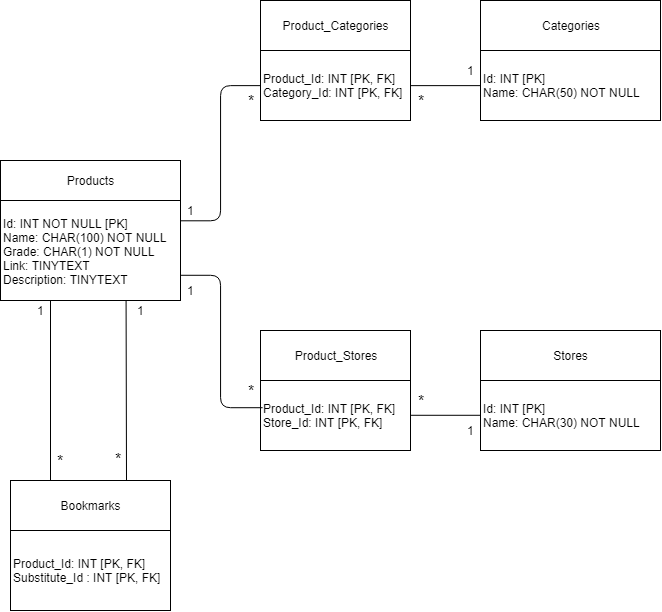 Product_Categories
Product_Id: INT [PK, FK]
Category_Id: INT [PK, FK]
*
*
1
Categories
Id: INT [PK]
Name: CHAR(50) NOT NULL
Products
Id: INT NOT NULL [PK]
Name: CHAR(100) NOT NULL
Grade: CHAR(1) NOT NULL
Link: TINYTEXT
Description: TINYTEXT
1
1
1
1
Product_Stores
Product_Id: INT [PK, FK]
Store_Id: INT [PK, FK]
*
*
1
Stores
Id: INT [PK]
Name: CHAR(30) NOT NULL
*
*
Bookmarks
Product_Id: INT [PK, FK]
Substitute_Id : INT [PK, FK]